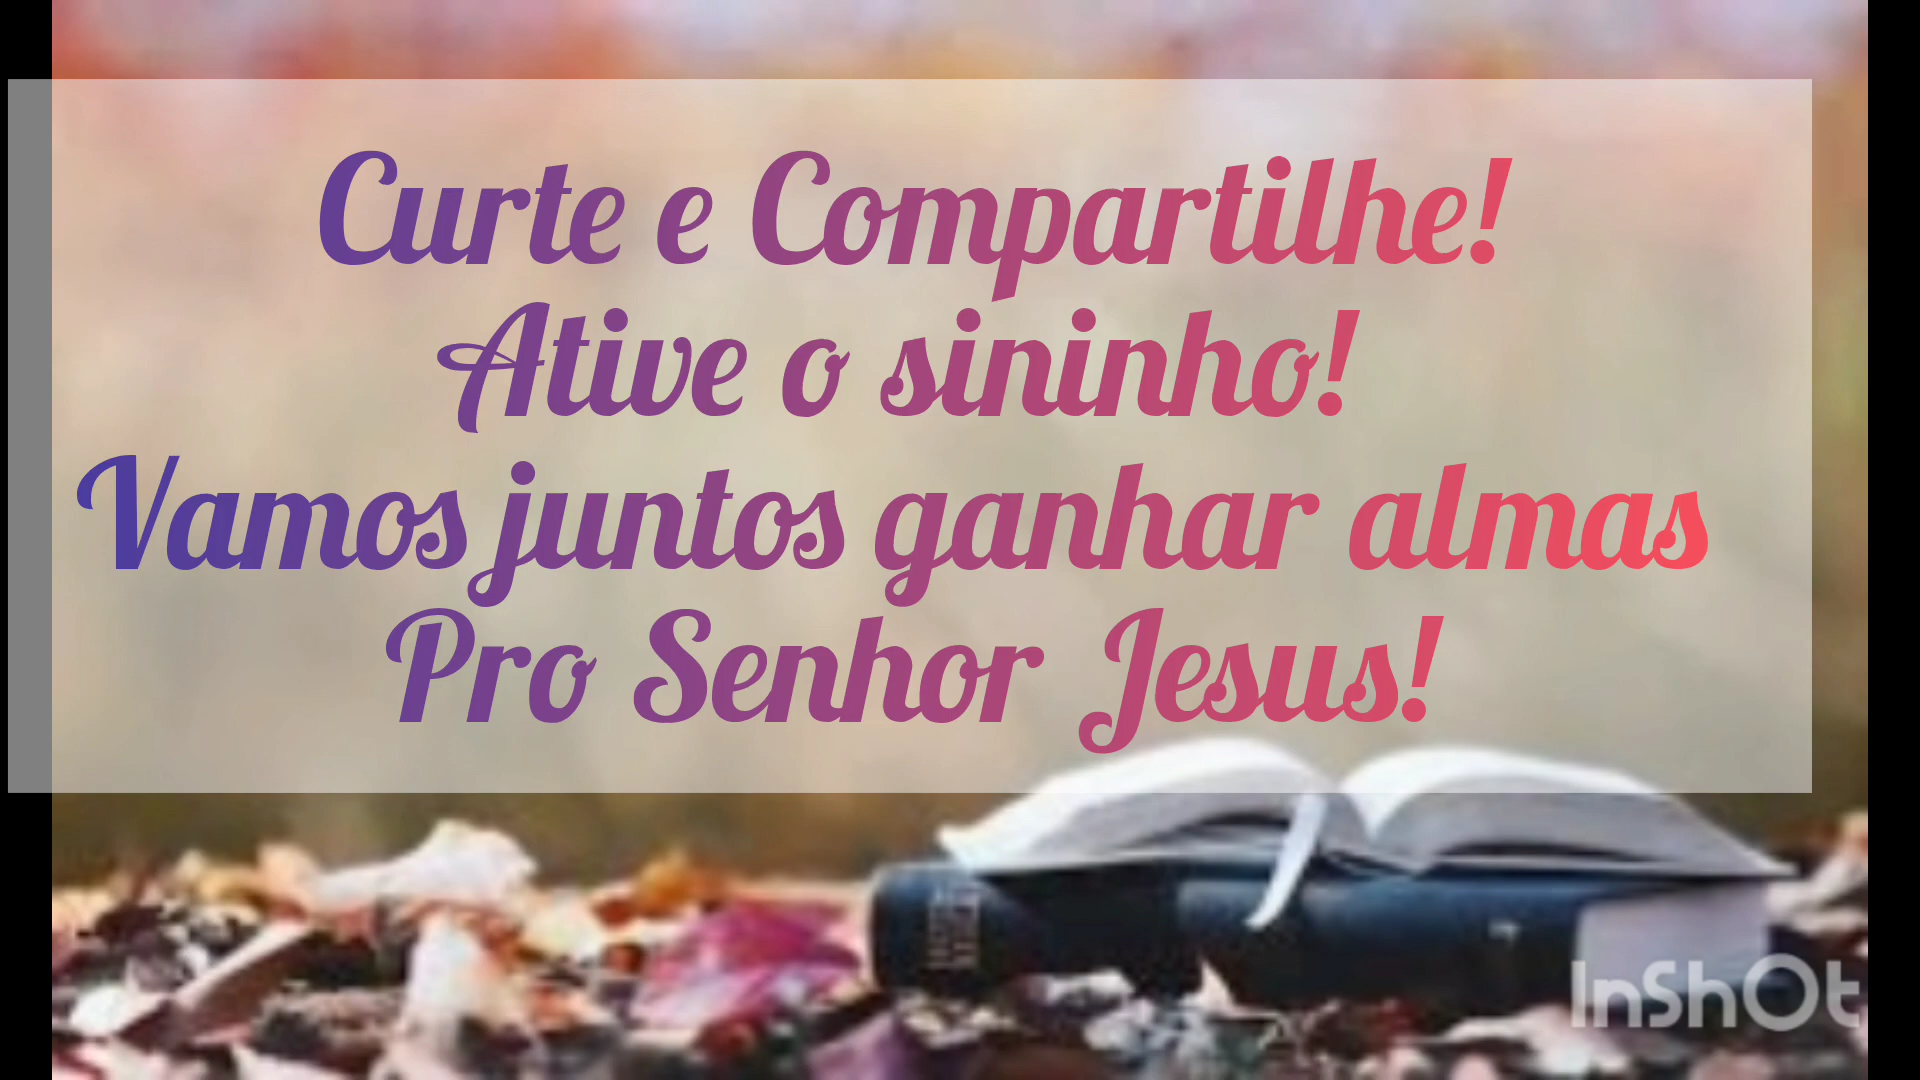 Curte e Compartilhe!
Ative o sininho!
Vamos juntos ganhar almas
Pro Senhor Jesus!
InShOt